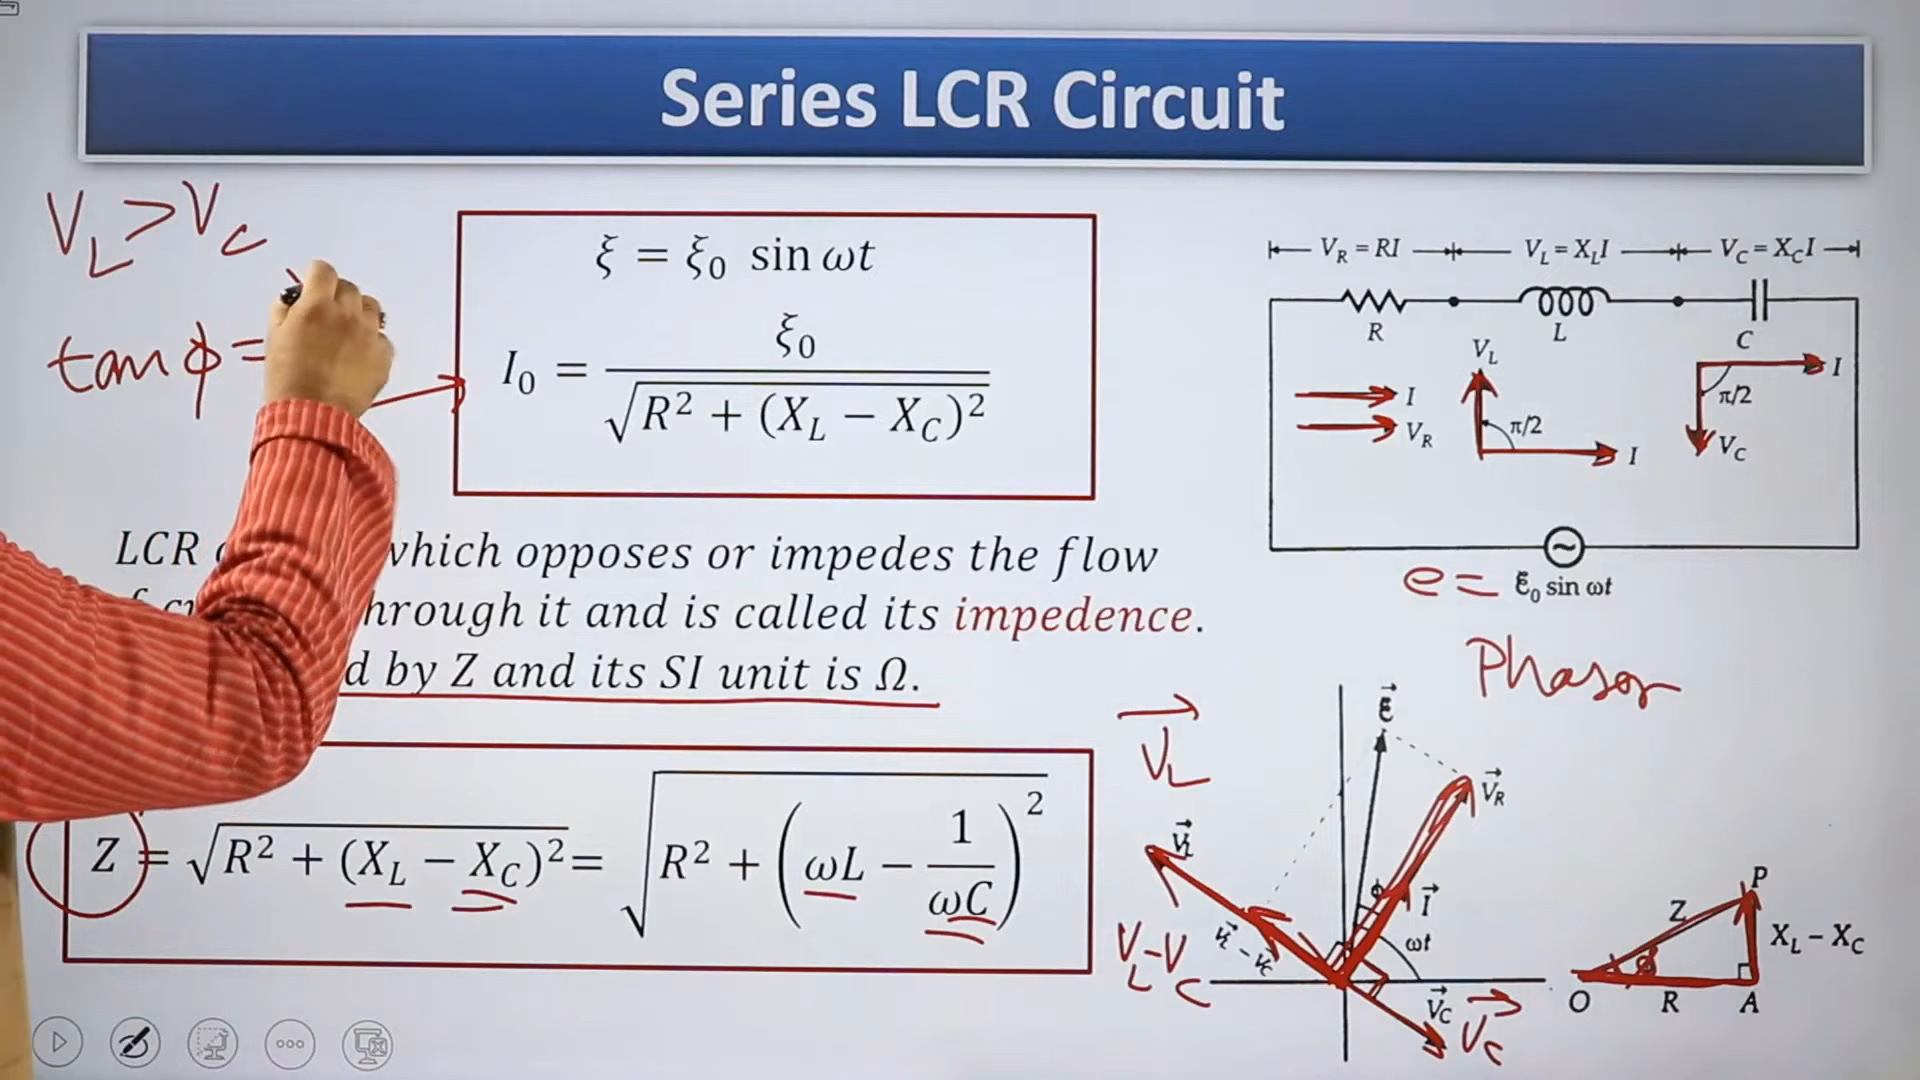 Series LCR Circuit
V_L > V_C
tan ϕ =
ξ = ξ₀ sin ωt
I₀ = ξ₀ / √(R² + (X_L − X_C)²)
LCR which opposes or impedes the flow
through it and is called its impedence.
d by Z and its SI unit is Ω.
Z = √(R² + (X_L − X_C)²) = √(R² + (ωL − 1/ωC)²)
V_R = RI V_L = X_L I V_C = X_C I
R L C
I
V_R
V_L
π/2
I
I
π/2
V_C
e = ℰ₀ sin ωt
Phasor
V_L
ℰ
V_R
V_L
ϕ I
V_L − V_C
ωt
V_L − V_C
V_C V_C
P
Z
X_L − X_C
ϕ
O R A